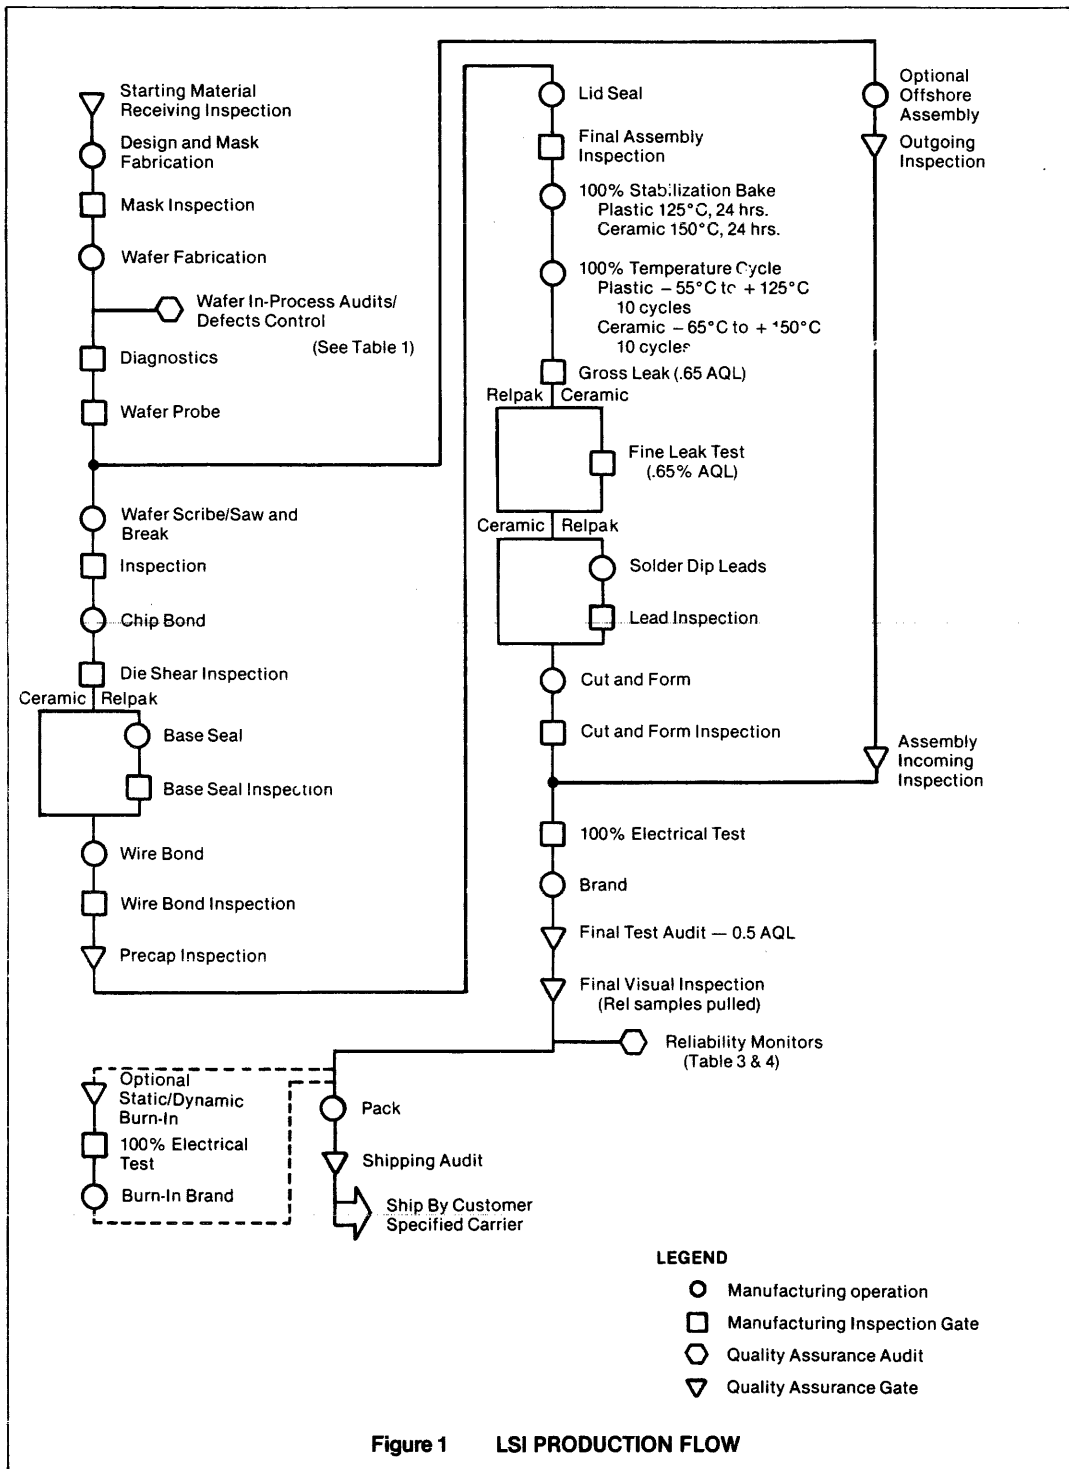 Starting Material
Receiving Inspection
Design and Mask
Fabrication
Mask Inspection
Wafer Fabrication
Wafer In-Process Audits/
Defects Control
(See Table 1)
Diagnostics
Wafer Probe
Wafer Scribe/Saw and
Break
Inspection
Chip Bond
Die Shear Inspection
Ceramic Relpak
Base Seal
Base Seal Inspection
Wire Bond
Wire Bond Inspection
Precap Inspection
Lid Seal
Final Assembly
Inspection
100% Stabilization Bake
Plastic 125°C, 24 hrs.
Ceramic 150°C, 24 hrs.
100% Temperature Cycle
Plastic – 55°C to + 125°C
10 cycles
Ceramic – 65°C to + 150°C
10 cycles
Gross Leak (.65 AQL)
Relpak Ceramic
Fine Leak Test
(.65% AQL)
Ceramic Relpak
Solder Dip Leads
Lead Inspection
Cut and Form
Cut and Form Inspection
Optional
Offshore
Assembly
Outgoing
Inspection
Assembly
Incoming
Inspection
100% Electrical Test
Brand
Final Test Audit — 0.5 AQL
Final Visual Inspection
(Rel samples pulled)
Reliability Monitors
(Table 3 & 4)
Optional
Static/Dynamic
Burn-In
100% Electrical
Test
Burn-In Brand
Pack
Shipping Audit
Ship By Customer
Specified Carrier
LEGEND
Manufacturing operation
Manufacturing Inspection Gate
Quality Assurance Audit
Quality Assurance Gate
Figure 1 LSI PRODUCTION FLOW